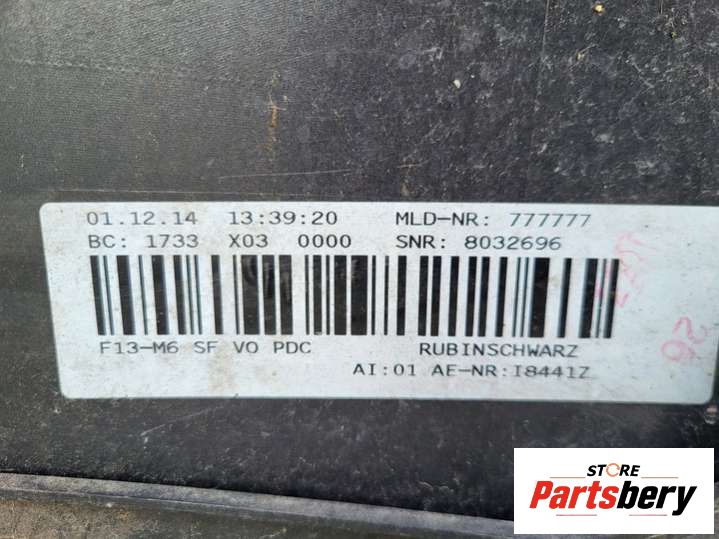 01.12.14 13:39:20 MLD-NR: 777777
BC: 1733 X03 0000 SNR: 8032696
F13-M6 SF VO PDC RUBINSCHWARZ
AI:01 AE-NR:I8441Z
26
STORE
Partsbery